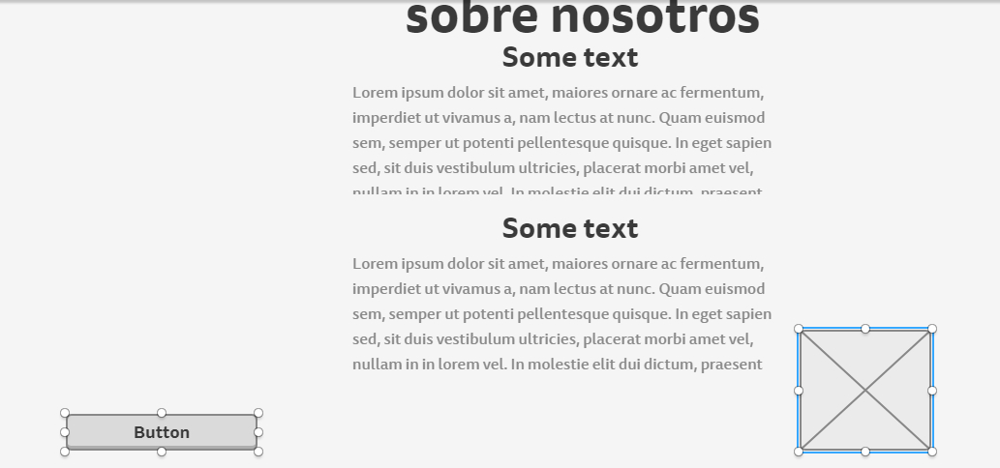 sobre nosotros
Some text
Lorem ipsum dolor sit amet, maiores ornare ac fermentum,
imperdiet ut vivamus a, nam lectus at nunc. Quam euismod
sem, semper ut potenti pellentesque quisque. In eget sapien
sed, sit duis vestibulum ultricies, placerat morbi amet vel,
nullam in in lorem vel. In molestie elit dui dictum, praesent
Some text
Lorem ipsum dolor sit amet, maiores ornare ac fermentum,
imperdiet ut vivamus a, nam lectus at nunc. Quam euismod
sem, semper ut potenti pellentesque quisque. In eget sapien
sed, sit duis vestibulum ultricies, placerat morbi amet vel,
nullam in in lorem vel. In molestie elit dui dictum, praesent
Button